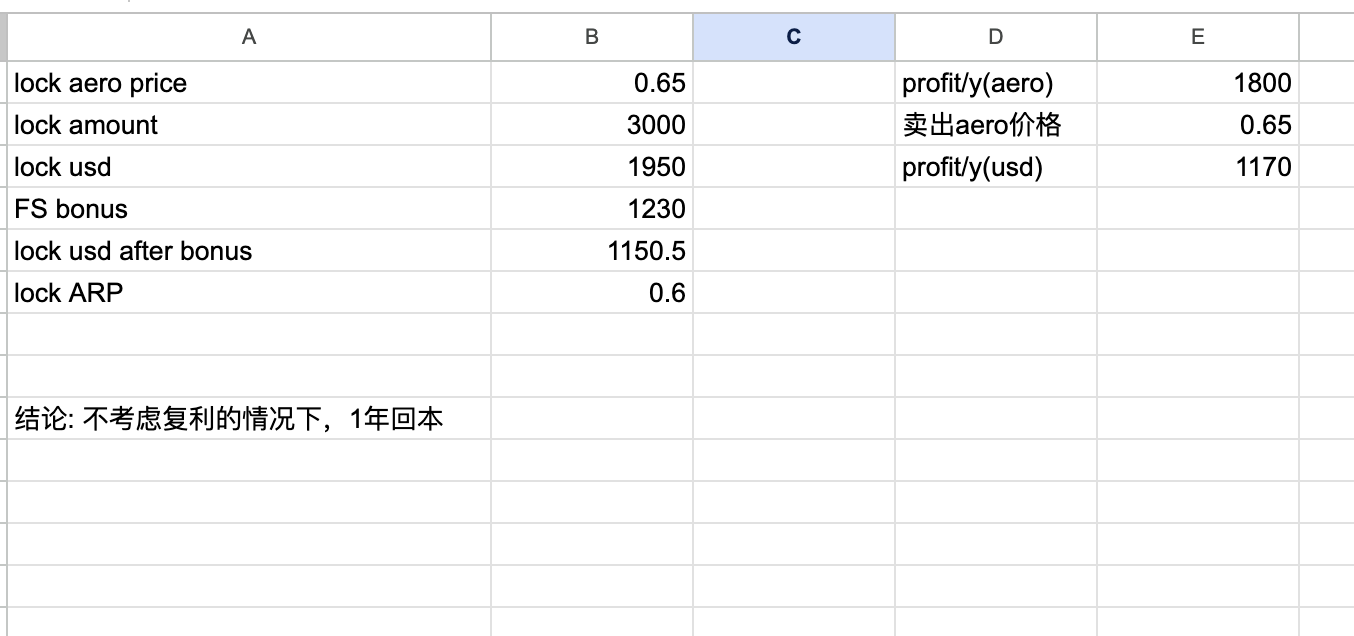 A B C D E
lock aero price 0.65 profit/y(aero) 1800
lock amount 3000 卖出aero价格 0.65
lock usd 1950 profit/y(usd) 1170
FS bonus 1230
lock usd after bonus 1150.5
lock ARP 0.6
结论: 不考虑复利的情况下，1年回本